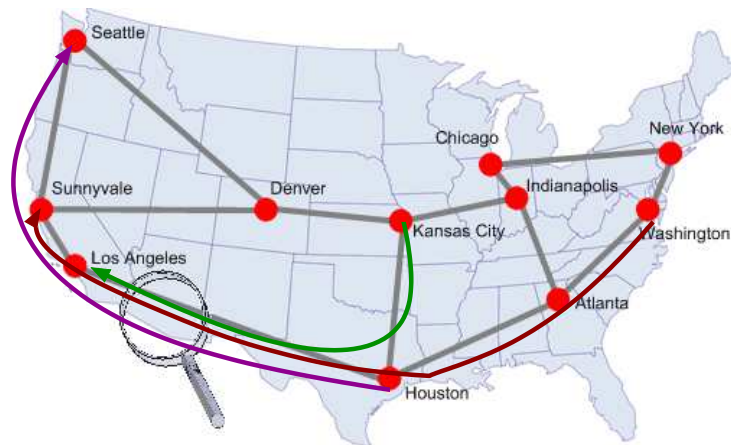 Seattle
New York
Chicago
Sunnyvale
Denver
Indianapolis
Kansas City
Washington
Los Angeles
Atlanta
Houston